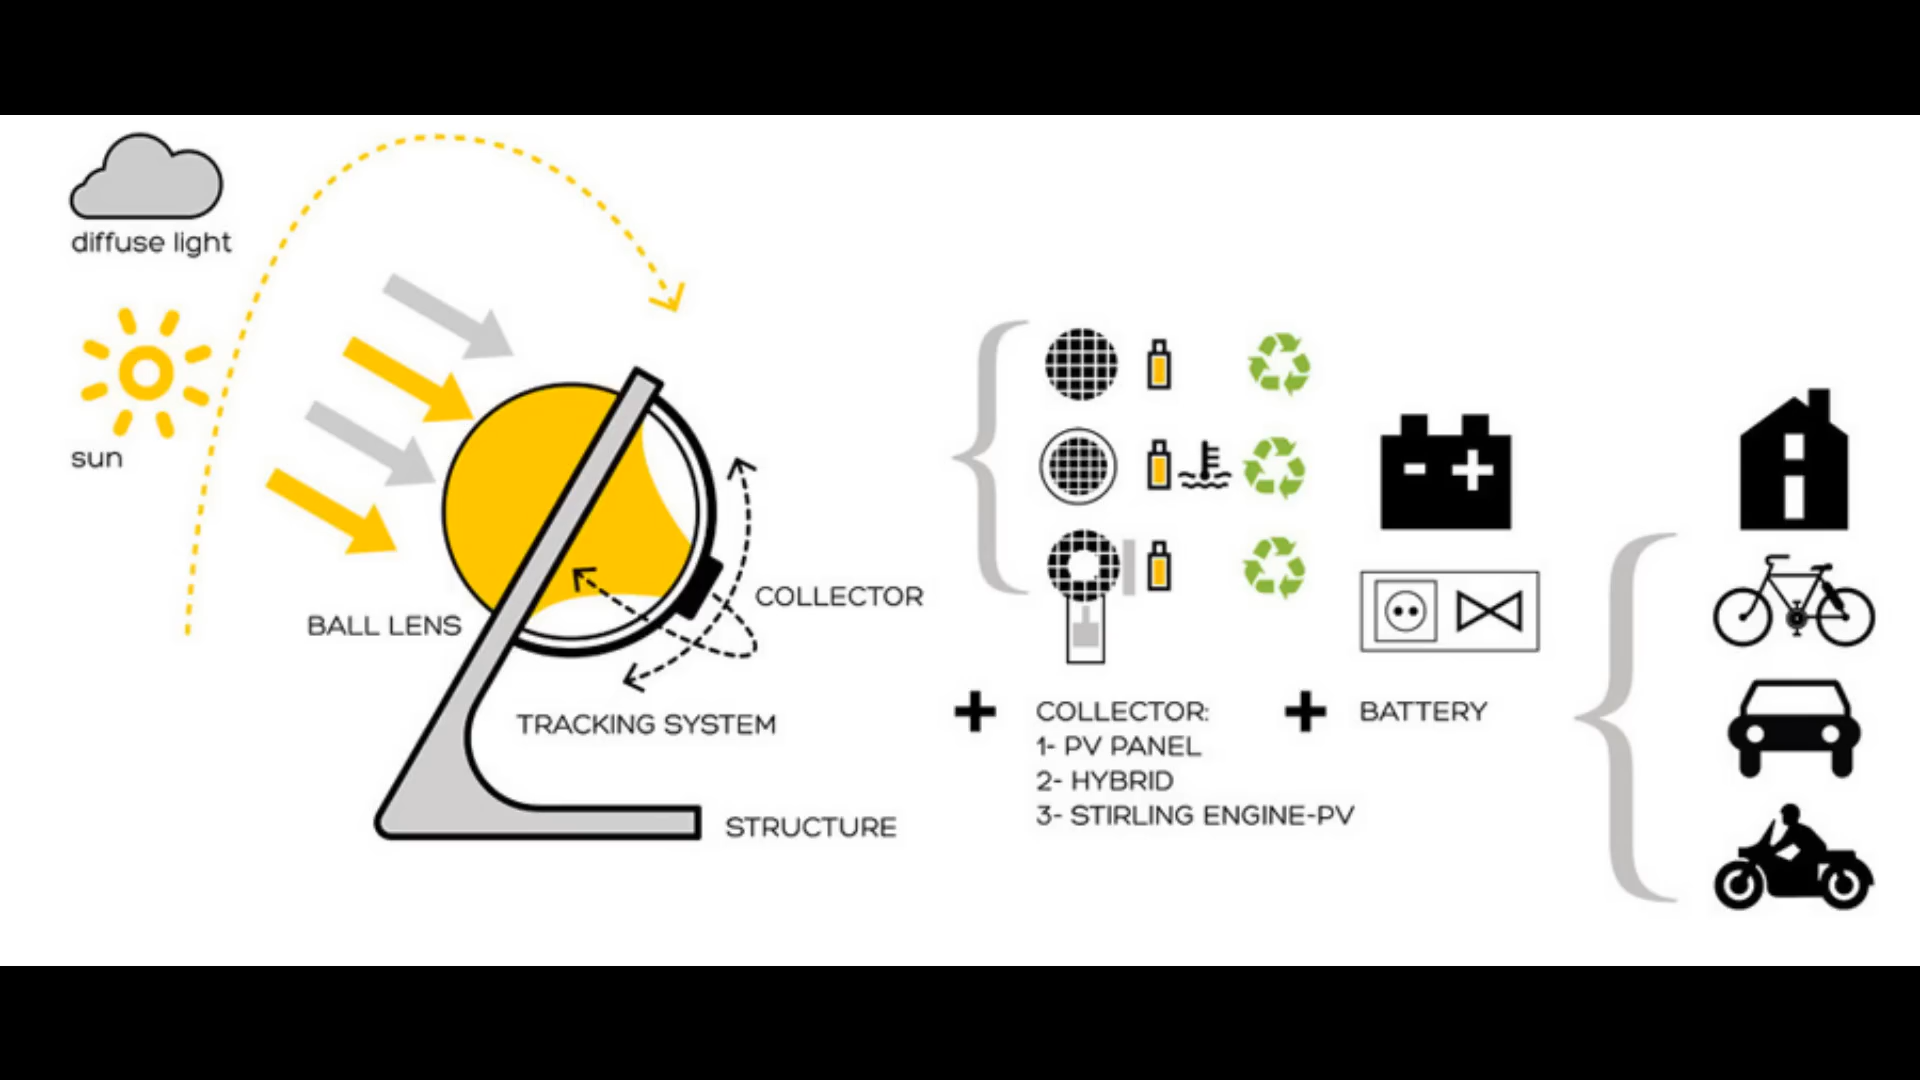 diffuse light
sun
BALL LENS
COLLECTOR
TRACKING SYSTEM
STRUCTURE
+
COLLECTOR:
1- PV PANEL
2- HYBRID
3- STIRLING ENGINE-PV
+
- +
BATTERY